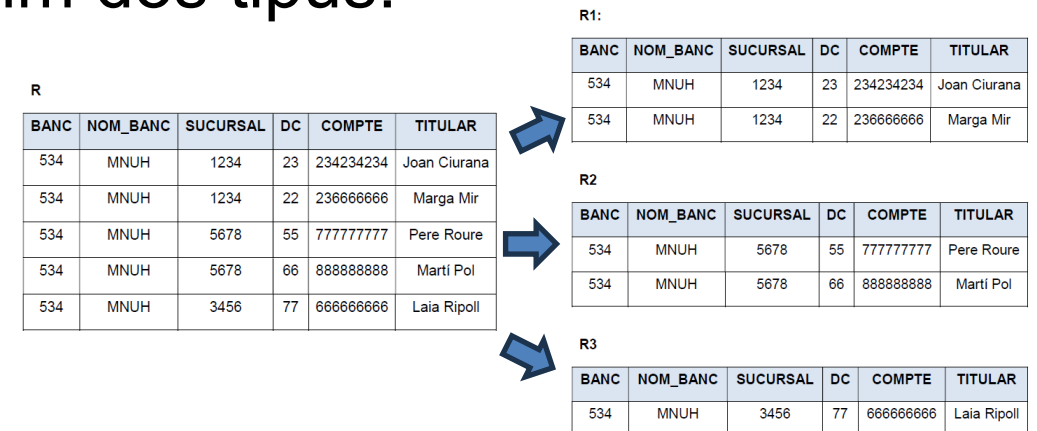 dos tipus:
R
BANC NOM_BANC SUCURSAL DC COMPTE TITULAR
534 MNUH 1234 23 234234234 Joan Ciurana
534 MNUH 1234 22 236666666 Marga Mir
534 MNUH 5678 55 777777777 Pere Roure
534 MNUH 5678 66 888888888 Martí Pol
534 MNUH 3456 77 666666666 Laia Ripoll
R1:
BANC NOM_BANC SUCURSAL DC COMPTE TITULAR
534 MNUH 1234 23 234234234 Joan Ciurana
534 MNUH 1234 22 236666666 Marga Mir
R2
BANC NOM_BANC SUCURSAL DC COMPTE TITULAR
534 MNUH 5678 55 777777777 Pere Roure
534 MNUH 5678 66 888888888 Martí Pol
R3
BANC NOM_BANC SUCURSAL DC COMPTE TITULAR
534 MNUH 3456 77 666666666 Laia Ripoll